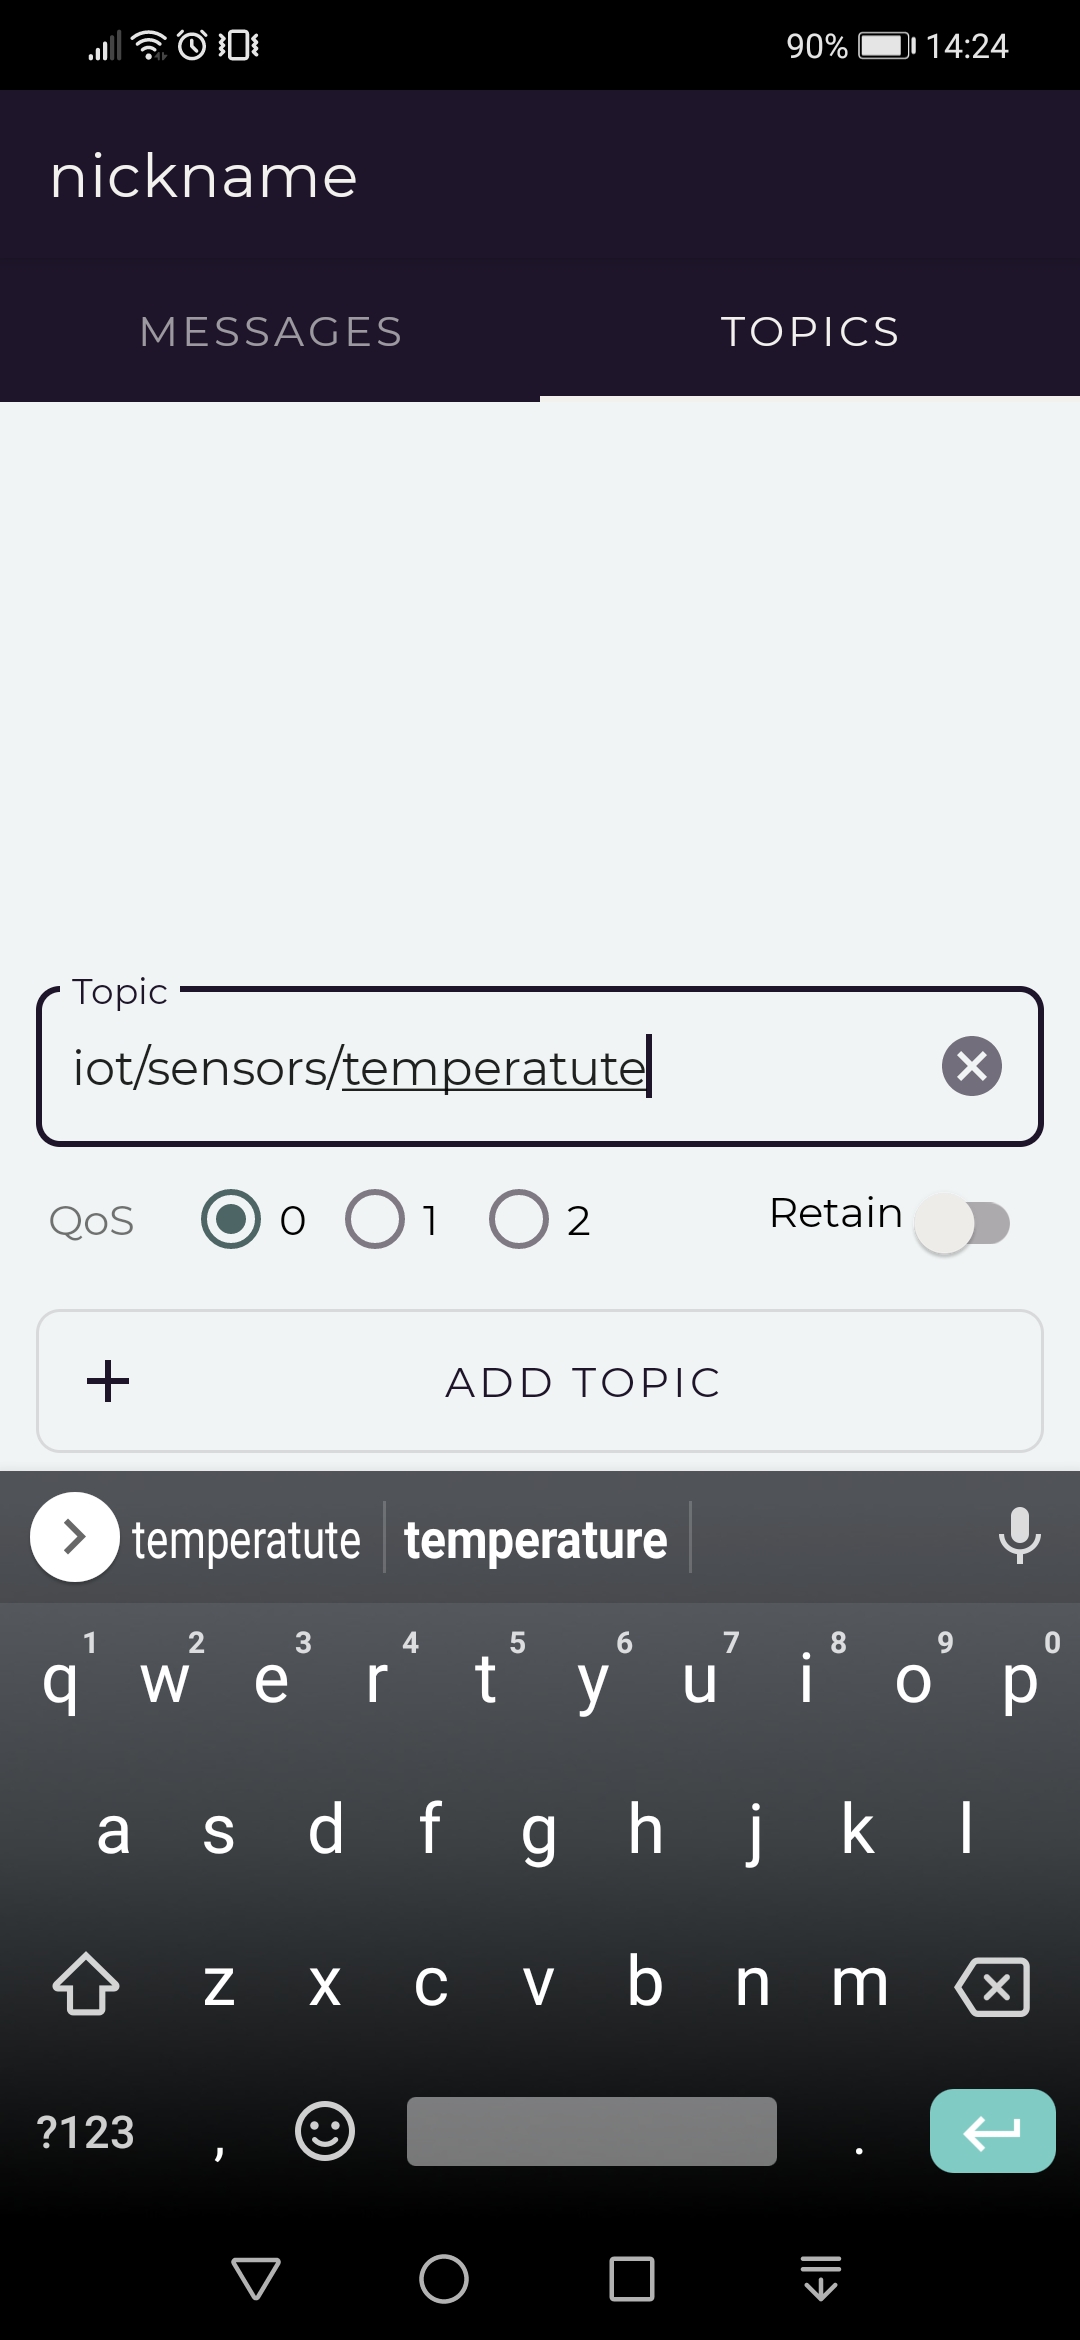 90% 14:24
nickname
MESSAGES TOPICS
Topic
iot/sensors/temperatute
QoS 0 1 2 Retain
ADD TOPIC
temperatute temperature
1 2 3 4 5 6 7 8 9 0
q w e r t y u i o p
a s d f g h j k l
z x c v b n m
?123 , .